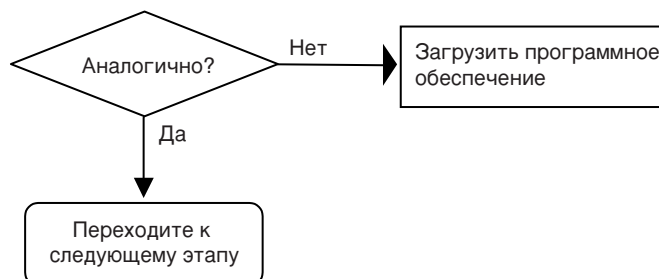 Аналогично?
Нет
Загрузить программное
обеспечение
Да
Переходите к
следующему этапу